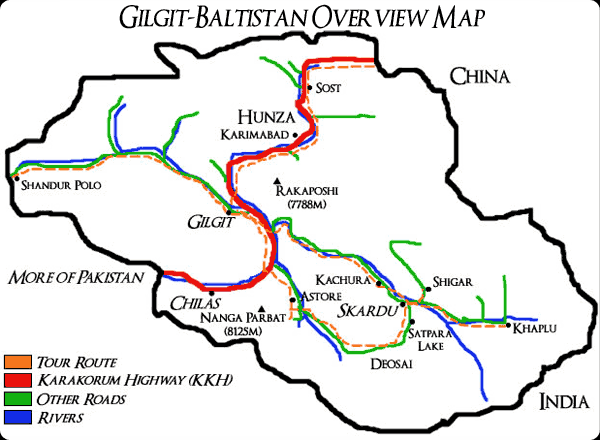 Gilgit-Baltistan Overview Map
China
Sost
Hunza
Karimabad
Rakaposhi
(7788m)
Shandur Polo
Gilgit
More of Pakistan
Chilas
Nanga Parbat
(8125m)
Astore
Kachura
Skardu
Shigar
Satpara
Lake
Khaplu
Deosai
India
Tour Route
Karakorum Highway (KKH)
Other Roads
Rivers